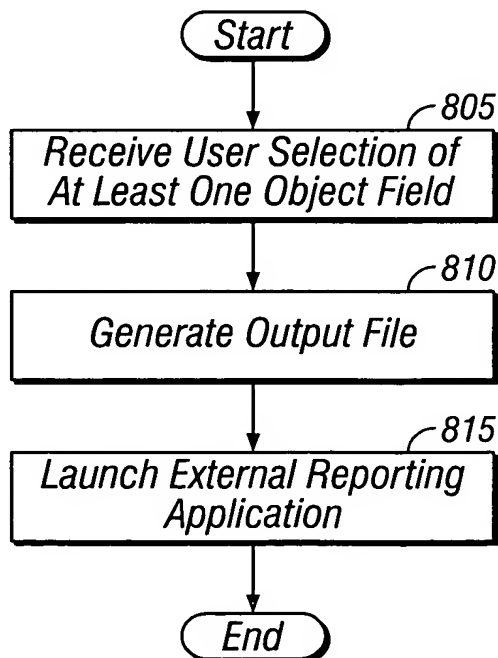 Start
805
Receive User Selection of
At Least One Object Field
810
Generate Output File
815
Launch External Reporting
Application
End